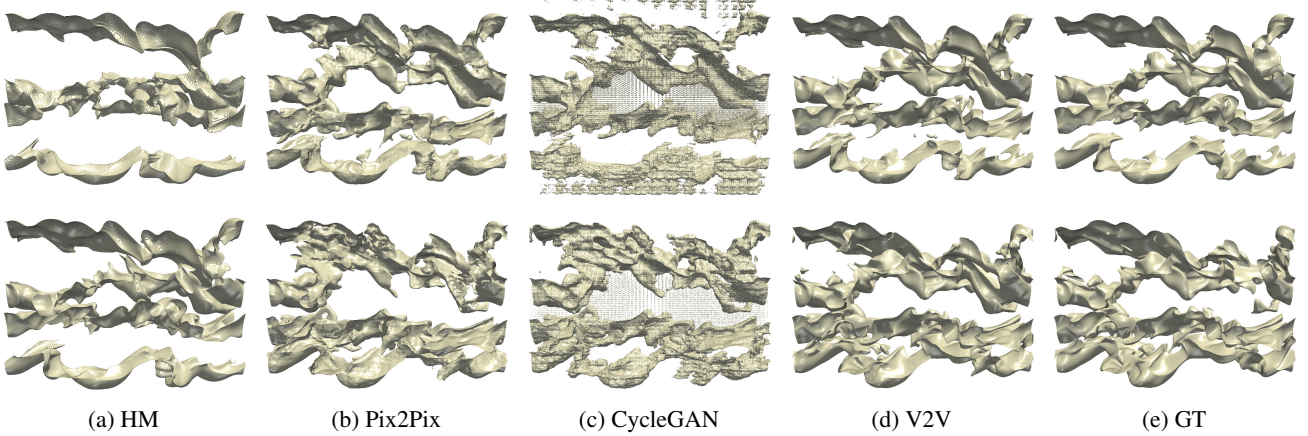 (a) HM
(b) Pix2Pix
(c) CycleGAN
(d) V2V
(e) GT